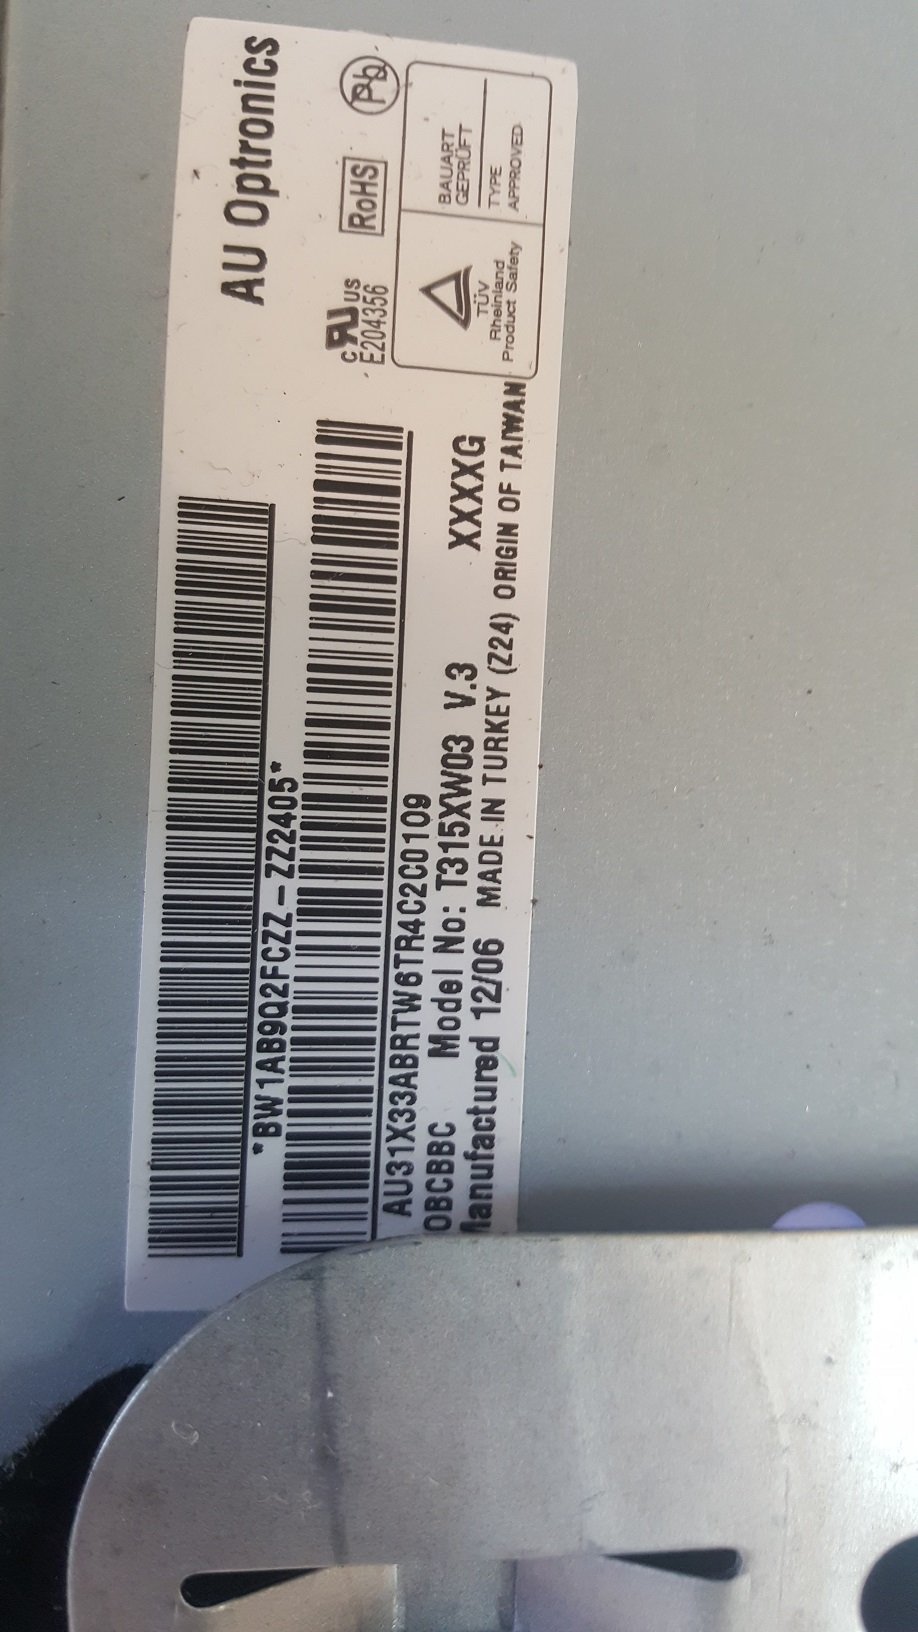 AU Optronics
*BW1AB9Q2FCZZ-ZZ2405*
c RU US
E204356
RoHS
Pb
AU31X33ABRTW6TR4C2C0109
OBCBBC Model No: T315XW03 V.3 XXXXG
Manufactured 12/06 MADE IN TURKEY (Z24) ORIGIN OF TAIWAN
TÜV
Rheinland
Product Safety
BAUART
GEPRÜFT
TYPE
APPROVED